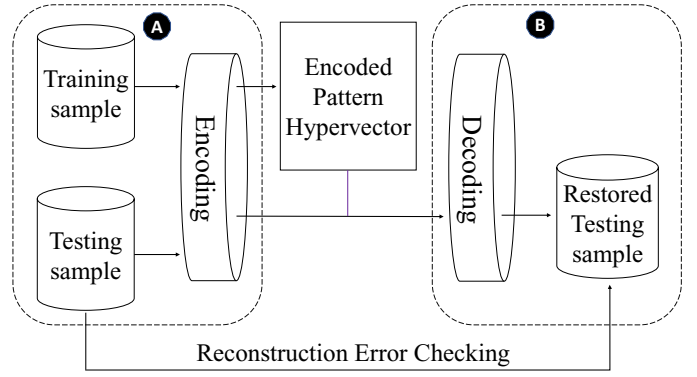 A
B
Training
sample
Encoding
Encoded
Pattern
Hypervector
Decoding
Testing
sample
Restored
Testing
sample
Reconstruction Error Checking